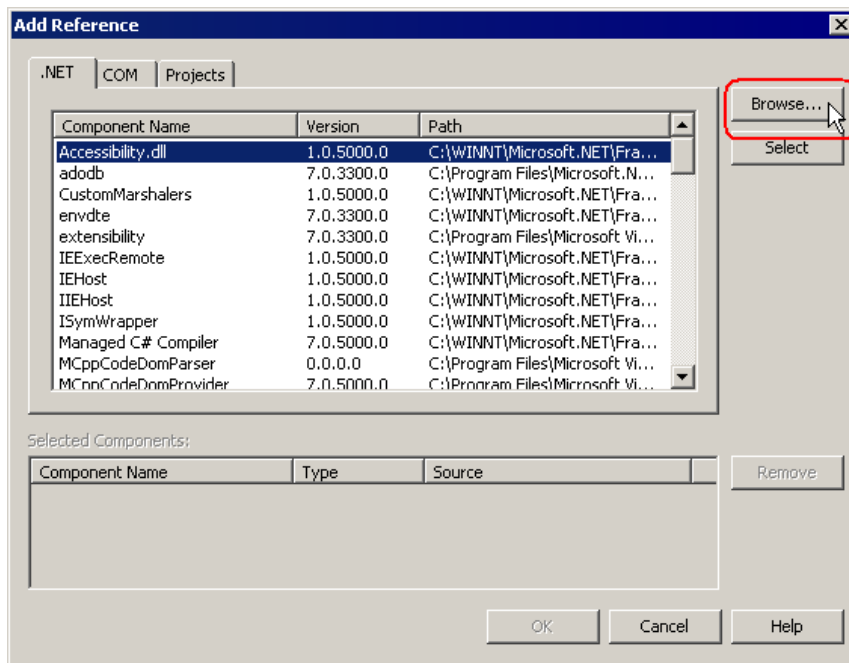 Add Reference
.NET COM Projects
Browse...
Component Name Version Path
Select
Accessibility.dll 1.0.5000.0 C:\WINNT\Microsoft.NET\Fra...
adodb 7.0.3300.0 C:\Program Files\Microsoft.N...
CustomMarshalers 1.0.5000.0 C:\WINNT\Microsoft.NET\Fra...
envdte 7.0.3300.0 C:\WINNT\Microsoft.NET\Fra...
extensibility 7.0.3300.0 C:\Program Files\Microsoft Vi...
IEExecRemote 1.0.5000.0 C:\WINNT\Microsoft.NET\Fra...
IEHost 1.0.5000.0 C:\WINNT\Microsoft.NET\Fra...
IIEHost 1.0.5000.0 C:\WINNT\Microsoft.NET\Fra...
ISymWrapper 1.0.5000.0 C:\WINNT\Microsoft.NET\Fra...
Managed C# Compiler 7.0.5000.0 C:\WINNT\Microsoft.NET\Fra...
MCppCodeDomParser 0.0.0.0 C:\Program Files\Microsoft Vi...
MCppCodeDomProvider 7.0.5000.0 C:\Program Files\Microsoft Vi...
Selected Components:
Component Name Type Source
Remove
OK Cancel Help